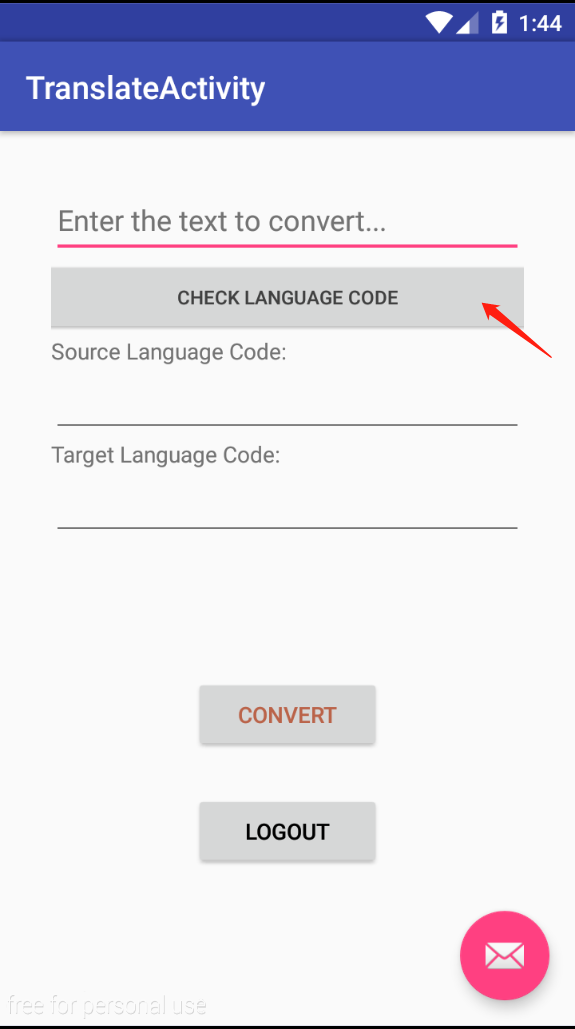 1:44
TranslateActivity
Enter the text to convert...
CHECK LANGUAGE CODE
Source Language Code:
Target Language Code:
CONVERT
LOGOUT
free for personal use